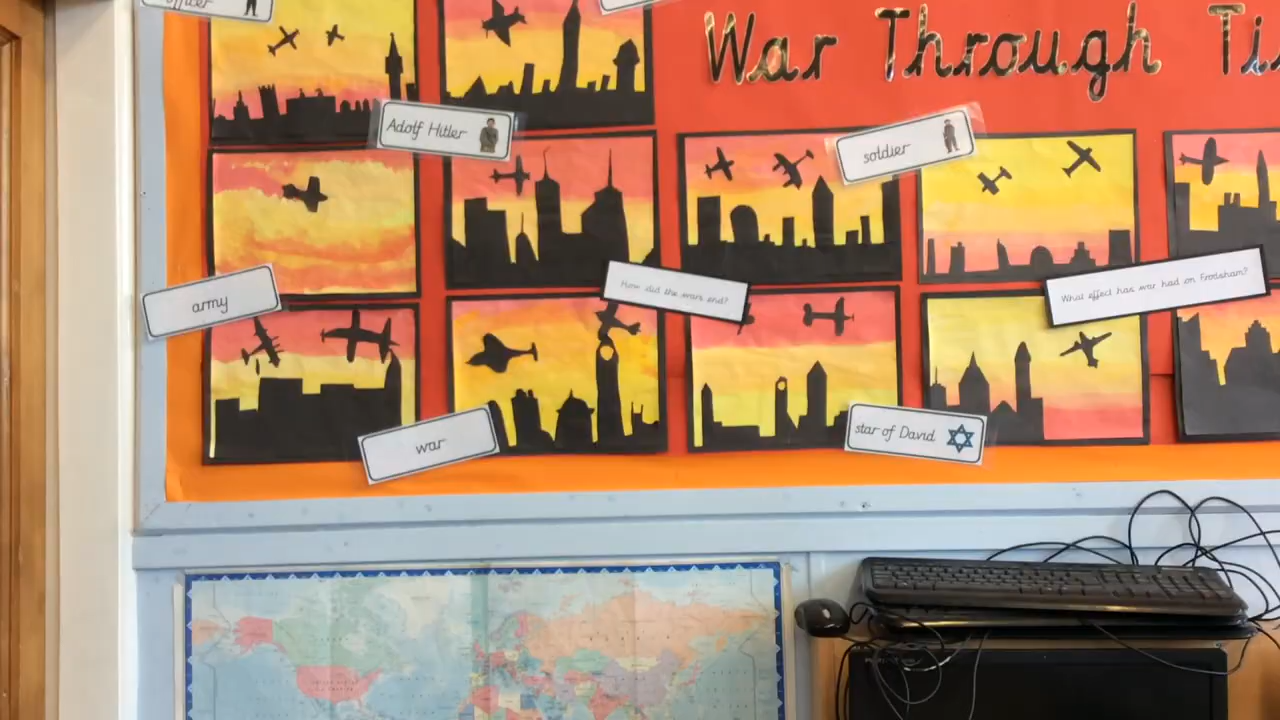 officer
War Through Ti
Adolf Hitler
soldier
army
How did the wars end?
What effect has war had on Frodsham?
war
star of David